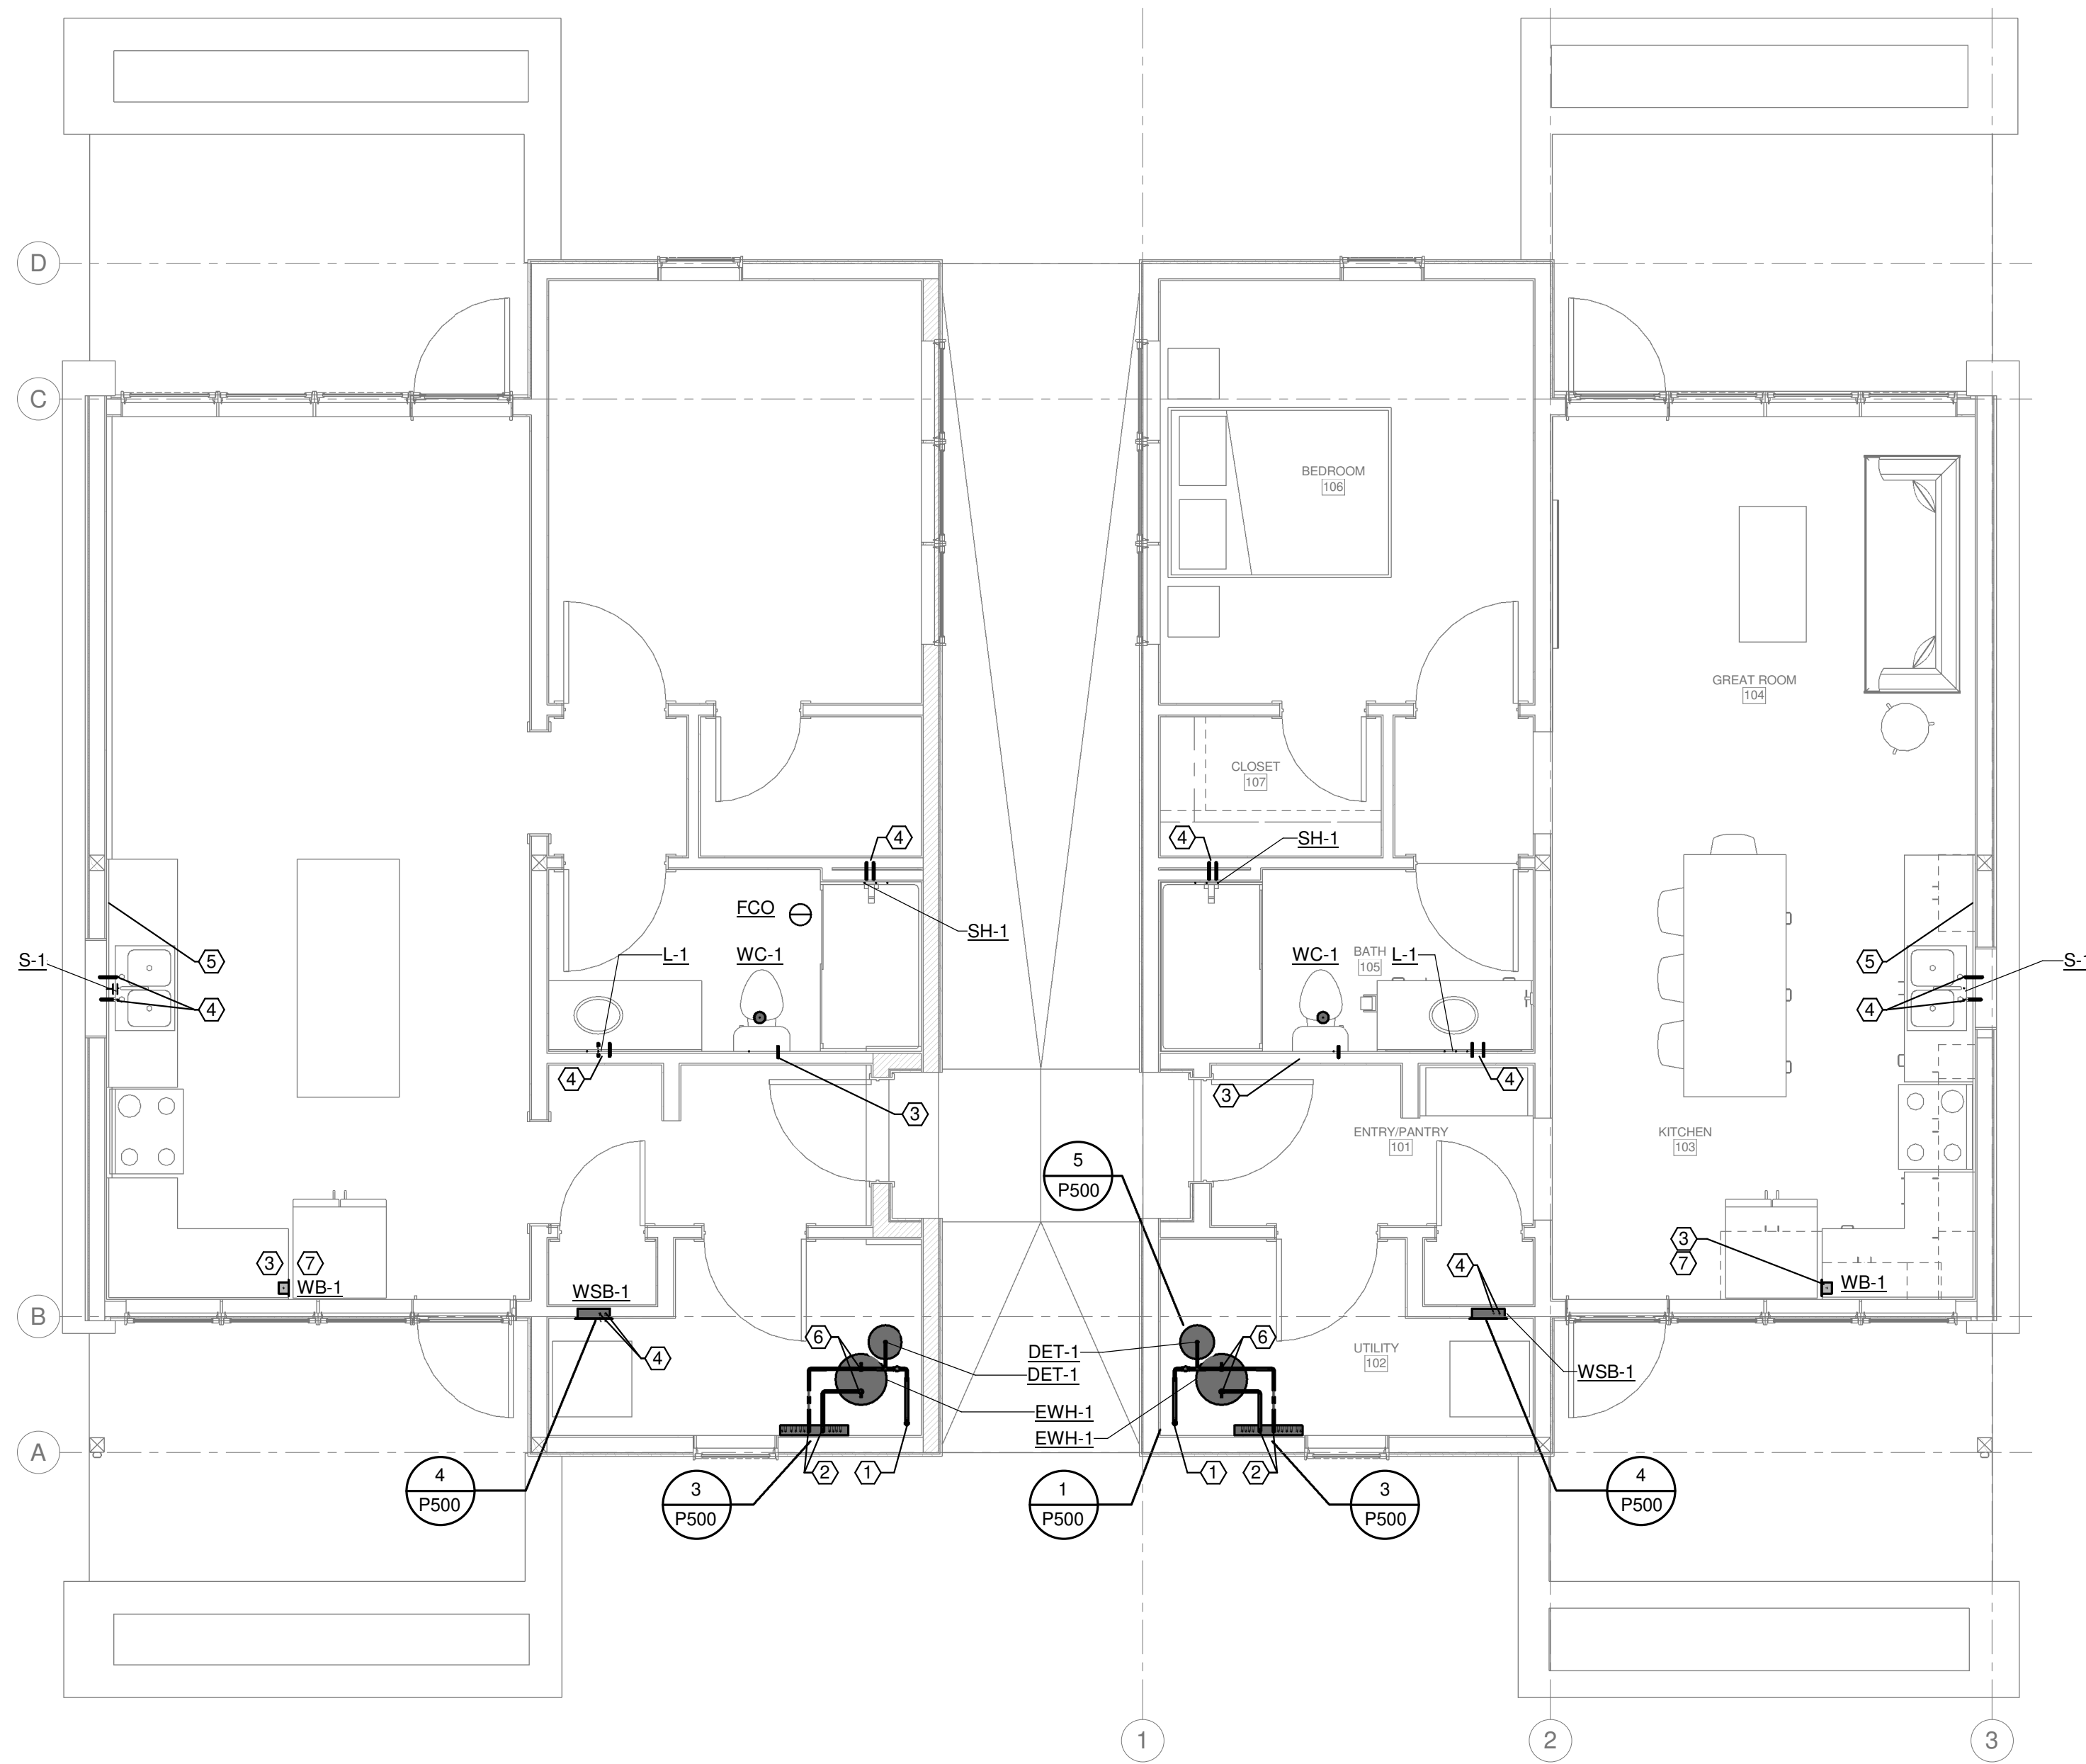 D
C
BEDROOM
106
GREAT ROOM
104
CLOSET
107
4
4
SH-1
FCO
SH-1
S-1
5
L-1
WC-1
WC-1
BATH
105
L-1
5
S-1
4
4
4
4
3
3
ENTRY/PANTRY
101
KITCHEN
103
5
P500
3
7
WB-1
WSB-1
4
3
7
WB-1
B
6
4
DET-1
DET-1
6
UTILITY
102
WSB-1
EWH-1
EWH-1
A
4
P500
3
P500
2
1
1
P500
1
2
3
P500
4
P500
1
2
3